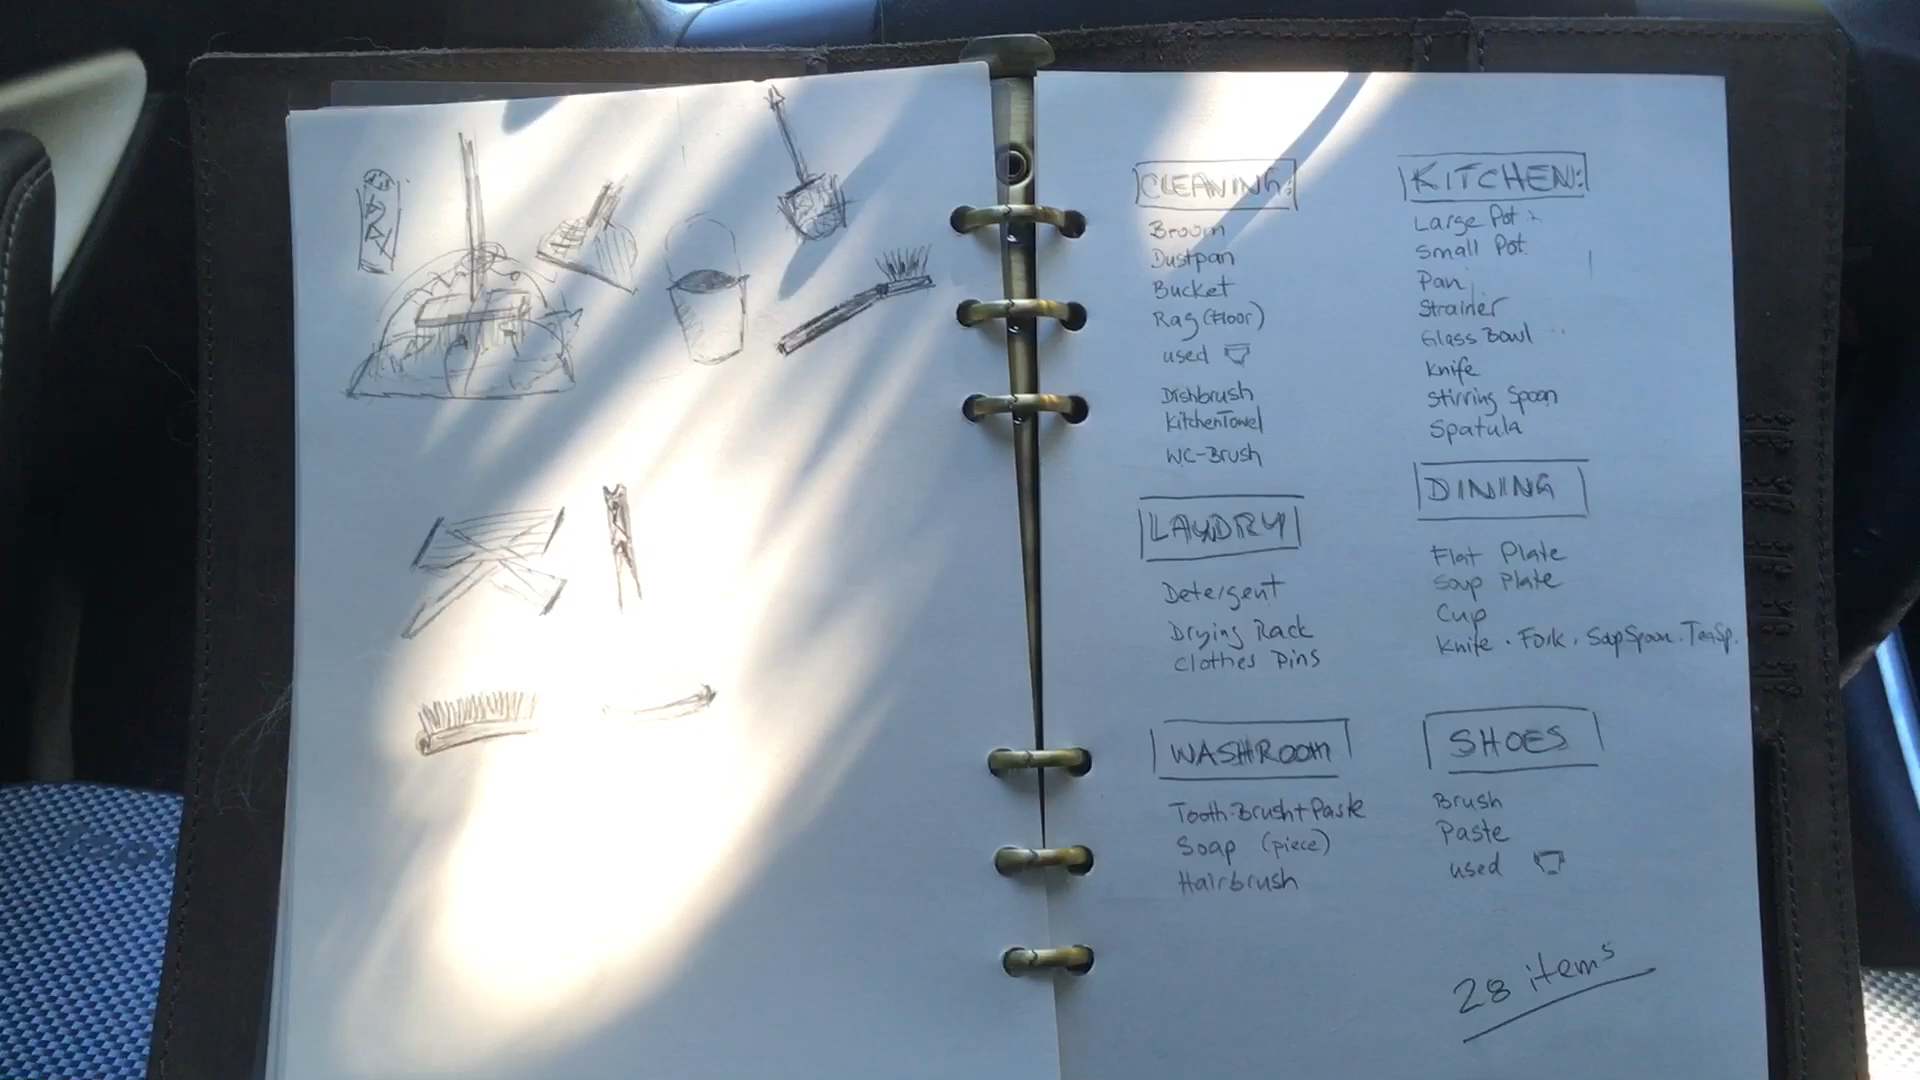 CLEANING:
Broom
Dustpan
Bucket
Rag (Floor)
used
Dishbrush
KitchenTowel
WC-Brush
LAUNDRY
Detergent
Drying Rack
Clothes Pins
WASHROOM
Tooth-Brush+Paste
Soap (piece)
Hairbrush
KITCHEN:
Large Pot
Small Pot
Pan
Strainer
Glass Bowl
Knife
Stirring Spoon
Spatula
DINING
Flat Plate
Soup Plate
Cup
Knife · Fork · SoupSpoon · TeaSp.
SHOES
Brush
Paste
used
28 items